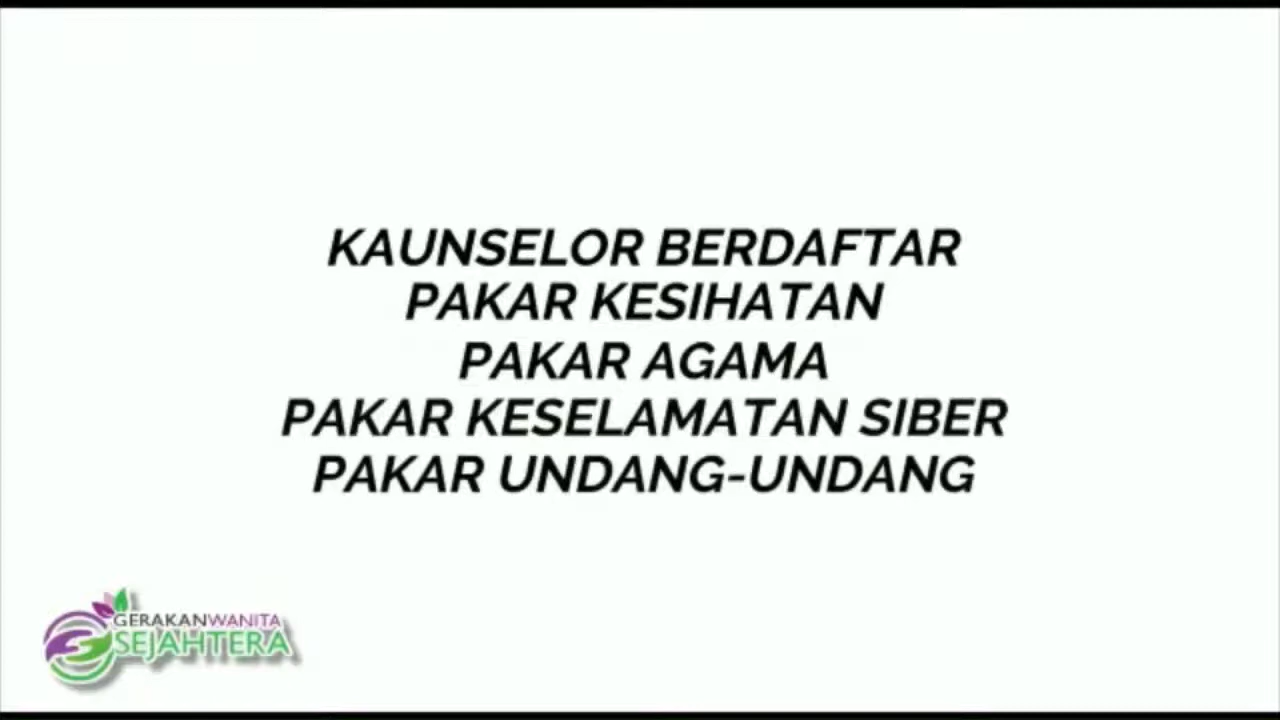 KAUNSELOR BERDAFTAR
PAKAR KESIHATAN
PAKAR AGAMA
PAKAR KESELAMATAN SIBER
PAKAR UNDANG-UNDANG
GERAKANWANITA
SEJAHTERA